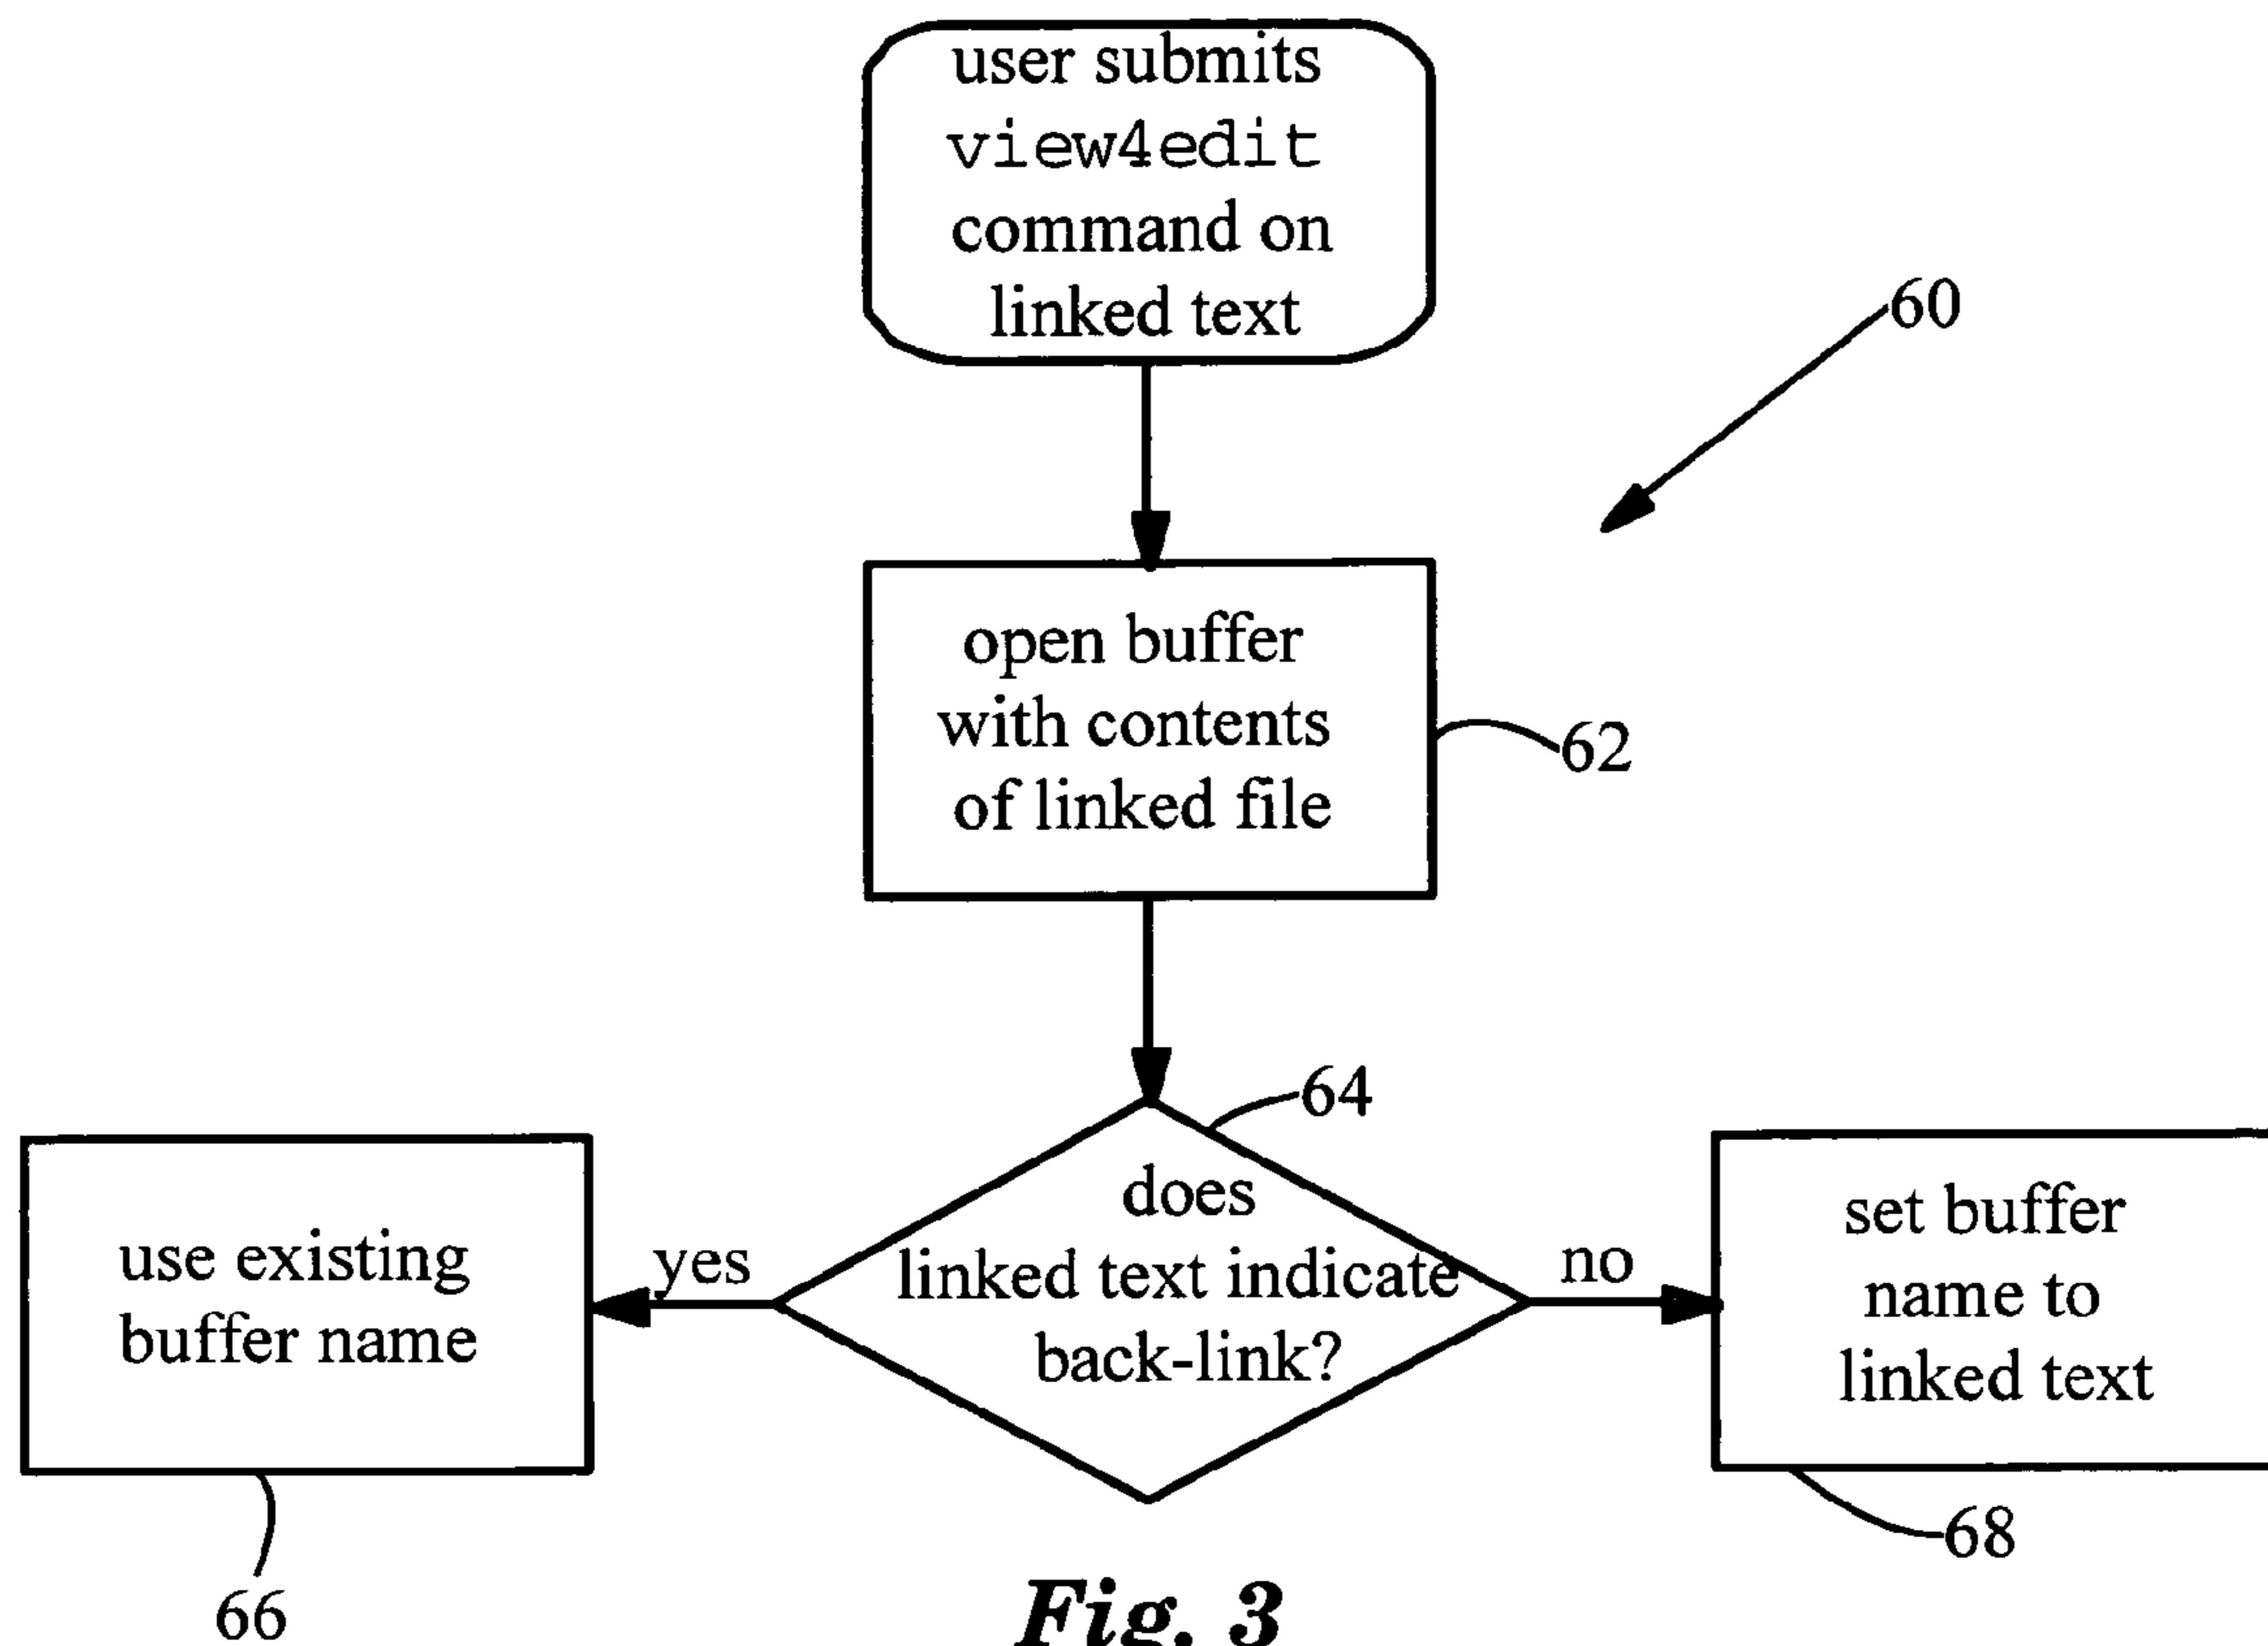 user submits
view4edit
command on
linked text
60
open buffer
with contents
of linked file
62
64
does
linked text indicate
back-link?
yes
no
use existing
buffer name
66
set buffer
name to
linked text
68
Fig. 3